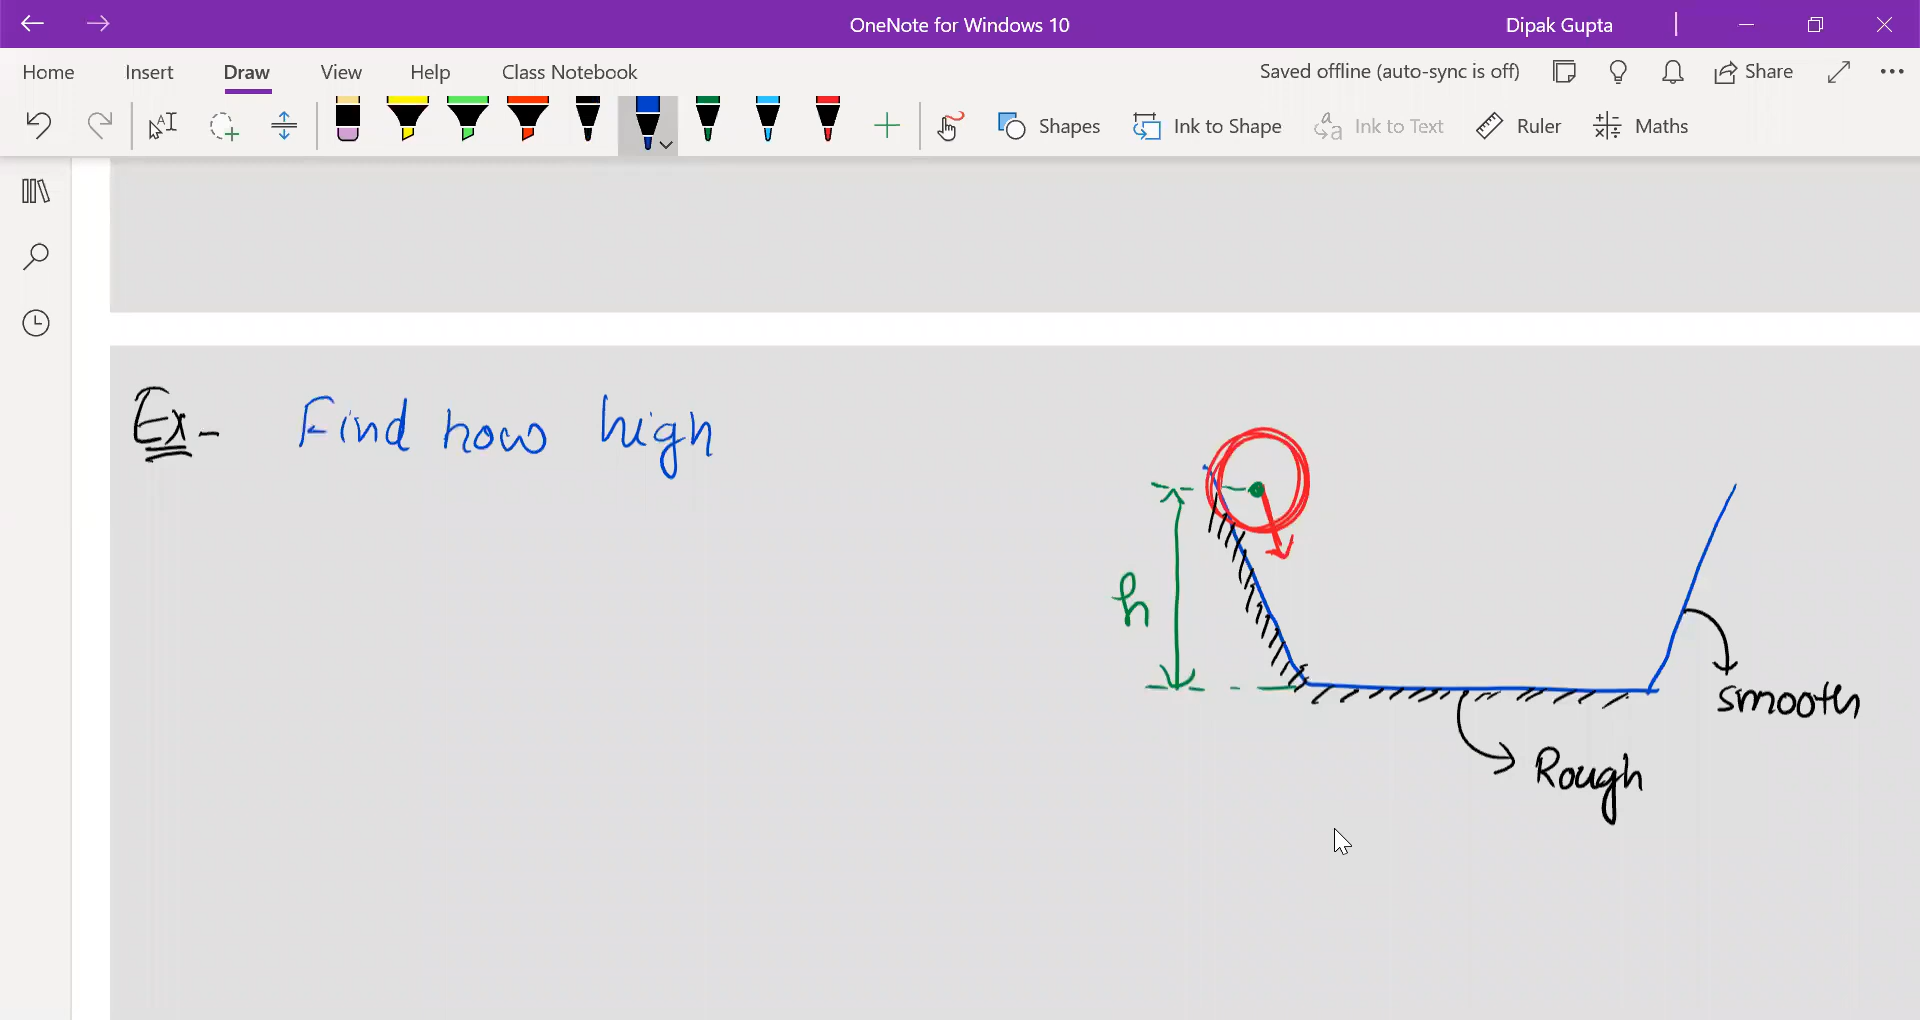 OneNote for Windows 10
Dipak Gupta
Home Insert Draw View Help Class Notebook
Saved offline (auto-sync is off) Share
Shapes Ink to Shape Ink to Text Ruler Maths
Ex- Find how high
h
smooth
Rough